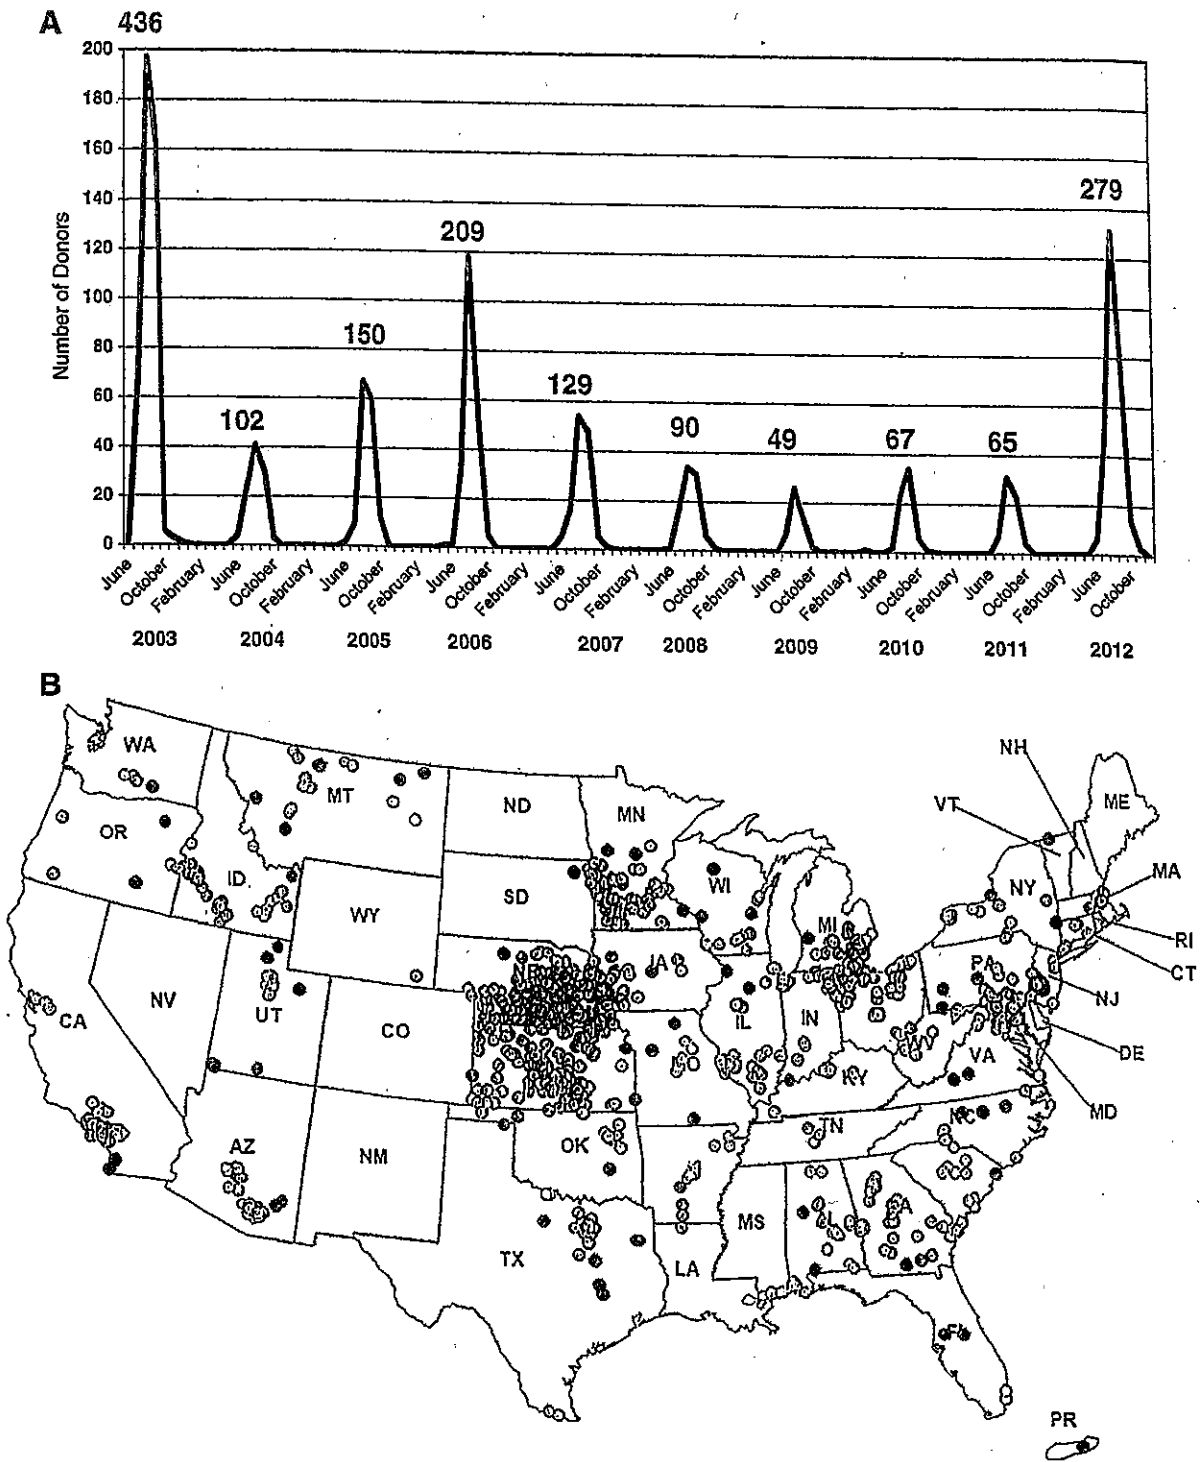 A 436
200
180
160
140
120
100
80
60
40
20
0
Number of Donors
102
150
209
129
90
49
67
65
279
June October February June October February June October February June October February June October February June October February June October February June October February June October February June October
2003 2004 2005 2006 2007 2008 2009 2010 2011 2012
B
WA
MT
ND
MN
OR
ID
WY
SD
WI
MI
NH
VT
ME
NY
MA
RI
CT
NJ
DE
MD
PA
NV
UT
CO
CA
IA
IL
IN
KY
VA
NC
TN
AZ
NM
OK
TX
LA
MS
PR